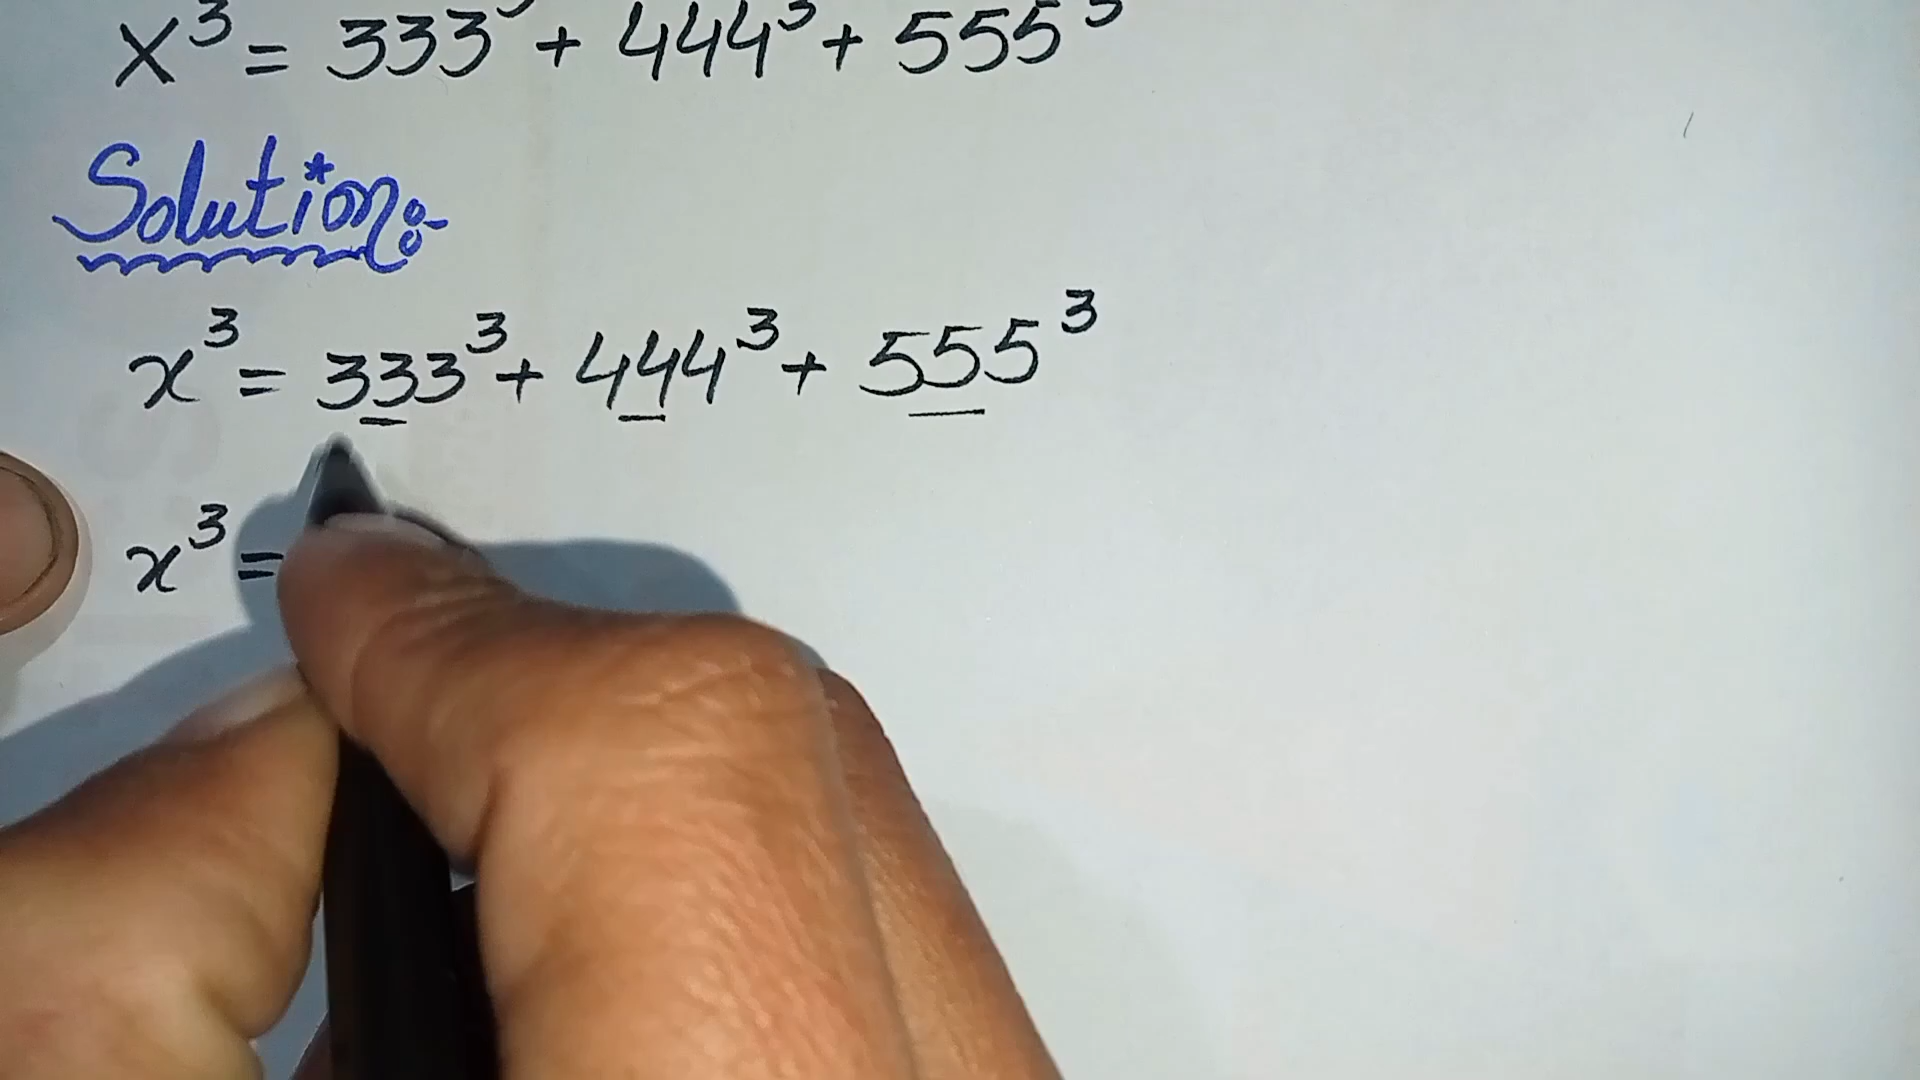 X³ = 333³ + 444³ + 555³
Solution:-
x³ = 333³ + 444³ + 555³
x³ =